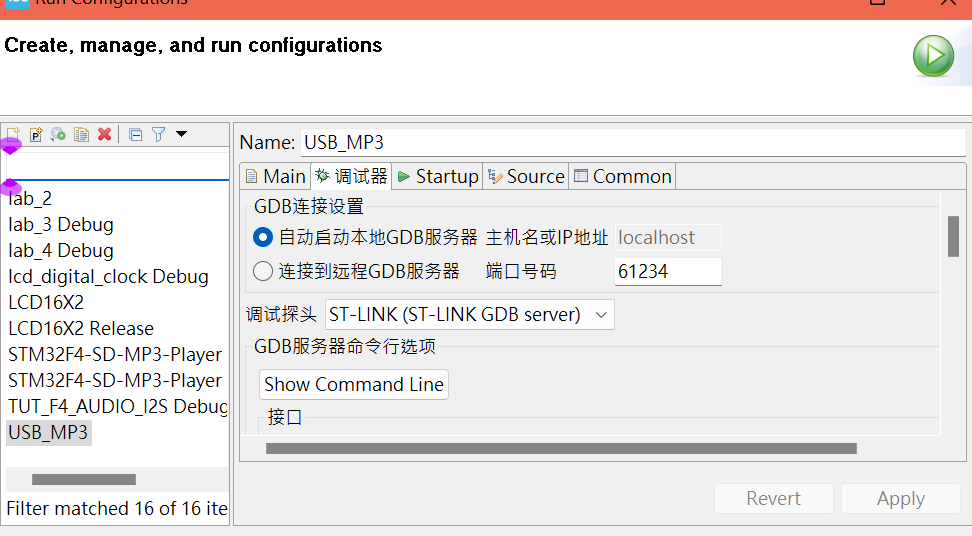 Run Configurations
Create, manage, and run configurations
Name: USB_MP3
Main 调试器 Startup Source Common
GDB连接设置
自动启动本地GDB服务器 主机名或IP地址 localhost
连接到远程GDB服务器 端口号码 61234
调试探头 ST-LINK (ST-LINK GDB server)
GDB服务器命令行选项
Show Command Line
接口
lab_2
lab_3 Debug
lab_4 Debug
lcd_digital_clock Debug
LCD16X2
LCD16X2 Release
STM32F4-SD-MP3-Player
STM32F4-SD-MP3-Player
TUT_F4_AUDIO_I2S Debug
USB_MP3
Filter matched 16 of 16 ite
Revert Apply